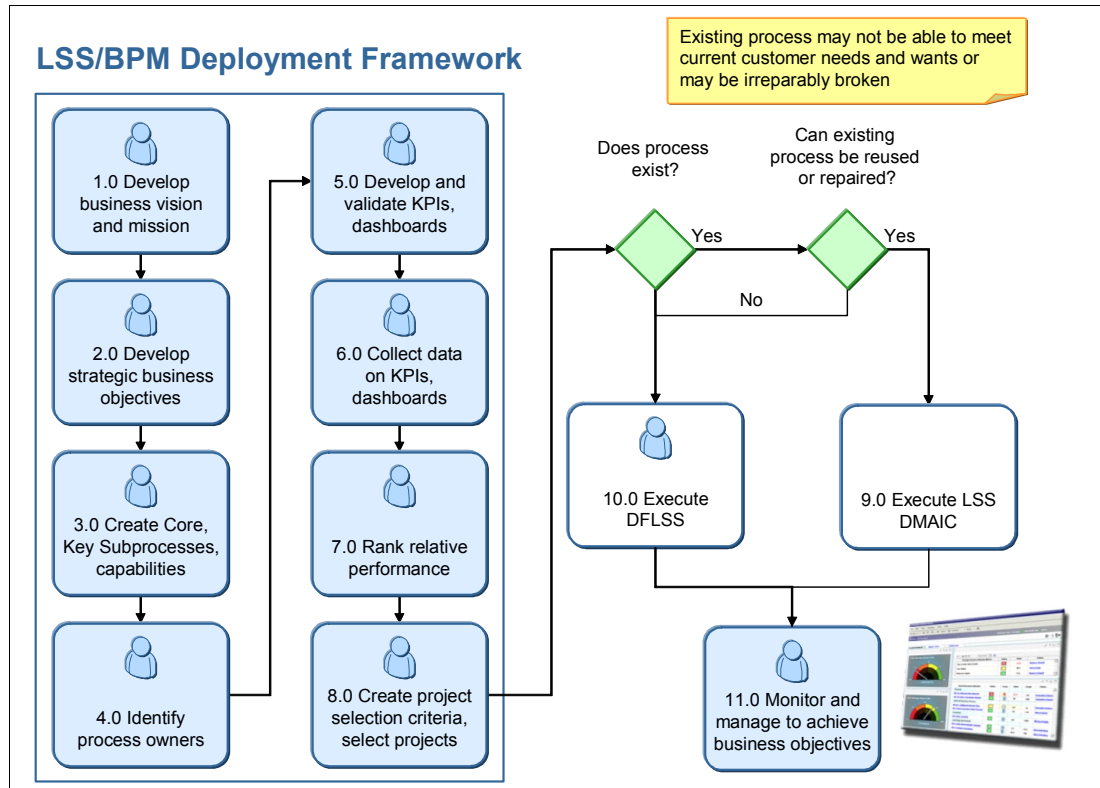 LSS/BPM Deployment Framework
Existing process may not be able to meet
current customer needs and wants or
may be irreparably broken
1.0 Develop
business vision
and mission
2.0 Develop
strategic business
objectives
3.0 Create Core,
Key Subprocesses,
capabilities
4.0 Identify
process owners
5.0 Develop and
validate KPIs,
dashboards
6.0 Collect data
on KPIs,
dashboards
7.0 Rank relative
performance
8.0 Create project
selection criteria,
select projects
Does process
exist?
Can existing
process be reused
or repaired?
Yes
Yes
No
10.0 Execute
DFLSS
9.0 Execute LSS
DMAIC
11.0 Monitor and
manage to achieve
business objectives